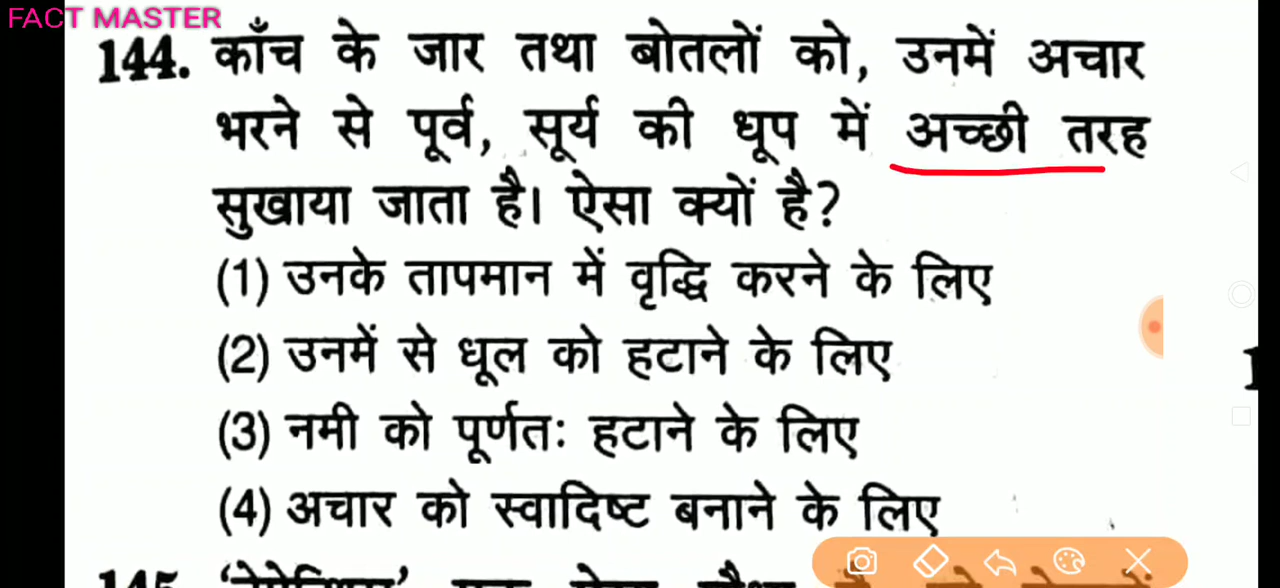 FACT MASTER
144. काँच के जार तथा बोतलों को, उनमें अचार
भरने से पूर्व, सूर्य की धूप में अच्छी तरह
सुखाया जाता है। ऐसा क्यों है?
(1) उनके तापमान में वृद्धि करने के लिए
(2) उनमें से धूल को हटाने के लिए
(3) नमी को पूर्णतः हटाने के लिए
(4) अचार को स्वादिष्ट बनाने के लिए
145.